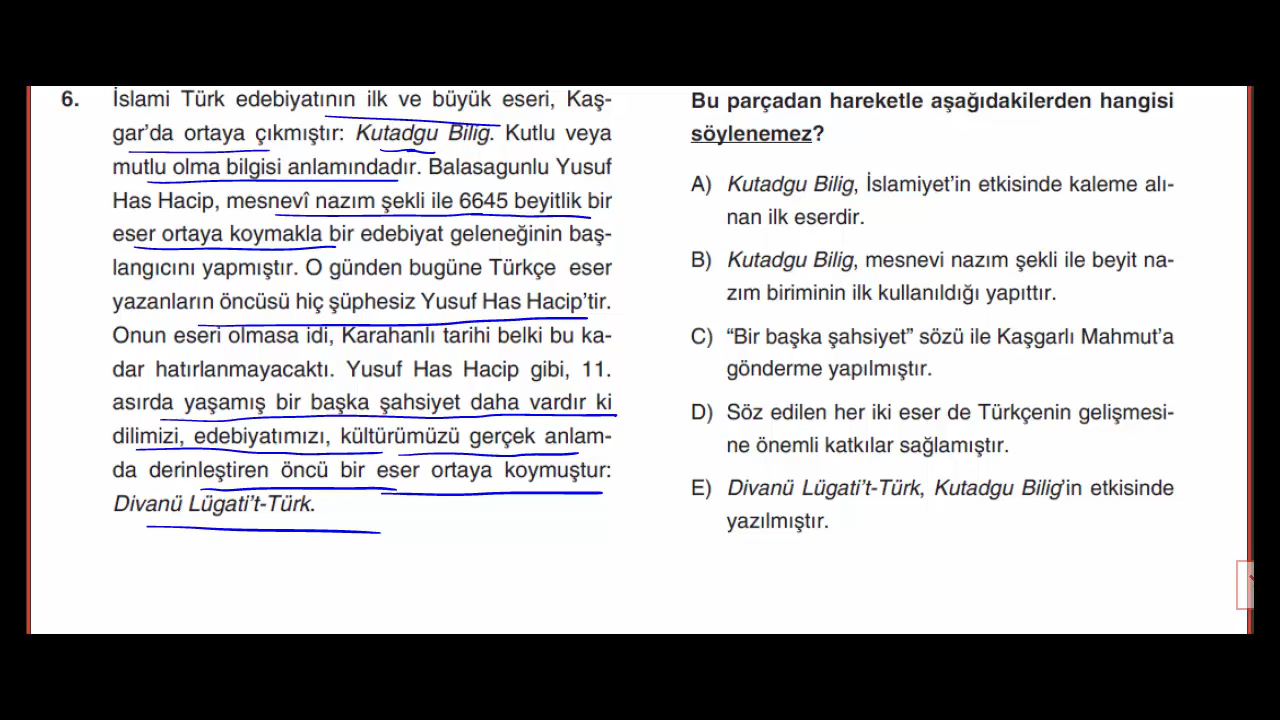 6. İslami Türk edebiyatının ilk ve büyük eseri, Kaş-
gar’da ortaya çıkmıştır: Kutadgu Bilig. Kutlu veya
mutlu olma bilgisi anlamındadır. Balasagunlu Yusuf
Has Hacip, mesnevî nazım şekli ile 6645 beyitlik bir
eser ortaya koymakla bir edebiyat geleneğinin baş-
langıcını yapmıştır. O günden bugüne Türkçe eser
yazanların öncüsü hiç şüphesiz Yusuf Has Hacip’tir.
Onun eseri olmasa idi, Karahanlı tarihi belki bu ka-
dar hatırlanmayacaktı. Yusuf Has Hacip gibi, 11.
asırda yaşamış bir başka şahsiyet daha vardır ki
dilimizi, edebiyatımızı, kültürümüzü gerçek anlam-
da derinleştiren öncü bir eser ortaya koymuştur:
Divanü Lügati’t-Türk.
Bu parçadan hareketle aşağıdakilerden hangisi
söylenemez?
A) Kutadgu Bilig, İslamiyet’in etkisinde kaleme alı-
nan ilk eserdir.
B) Kutadgu Bilig, mesnevi nazım şekli ile beyit na-
zım biriminin ilk kullanıldığı yapıttır.
C) “Bir başka şahsiyet” sözü ile Kaşgarlı Mahmut’a
gönderme yapılmıştır.
D) Söz edilen her iki eser de Türkçenin gelişmesi-
ne önemli katkılar sağlamıştır.
E) Divanü Lügati’t-Türk, Kutadgu Bilig’in etkisinde
yazılmıştır.